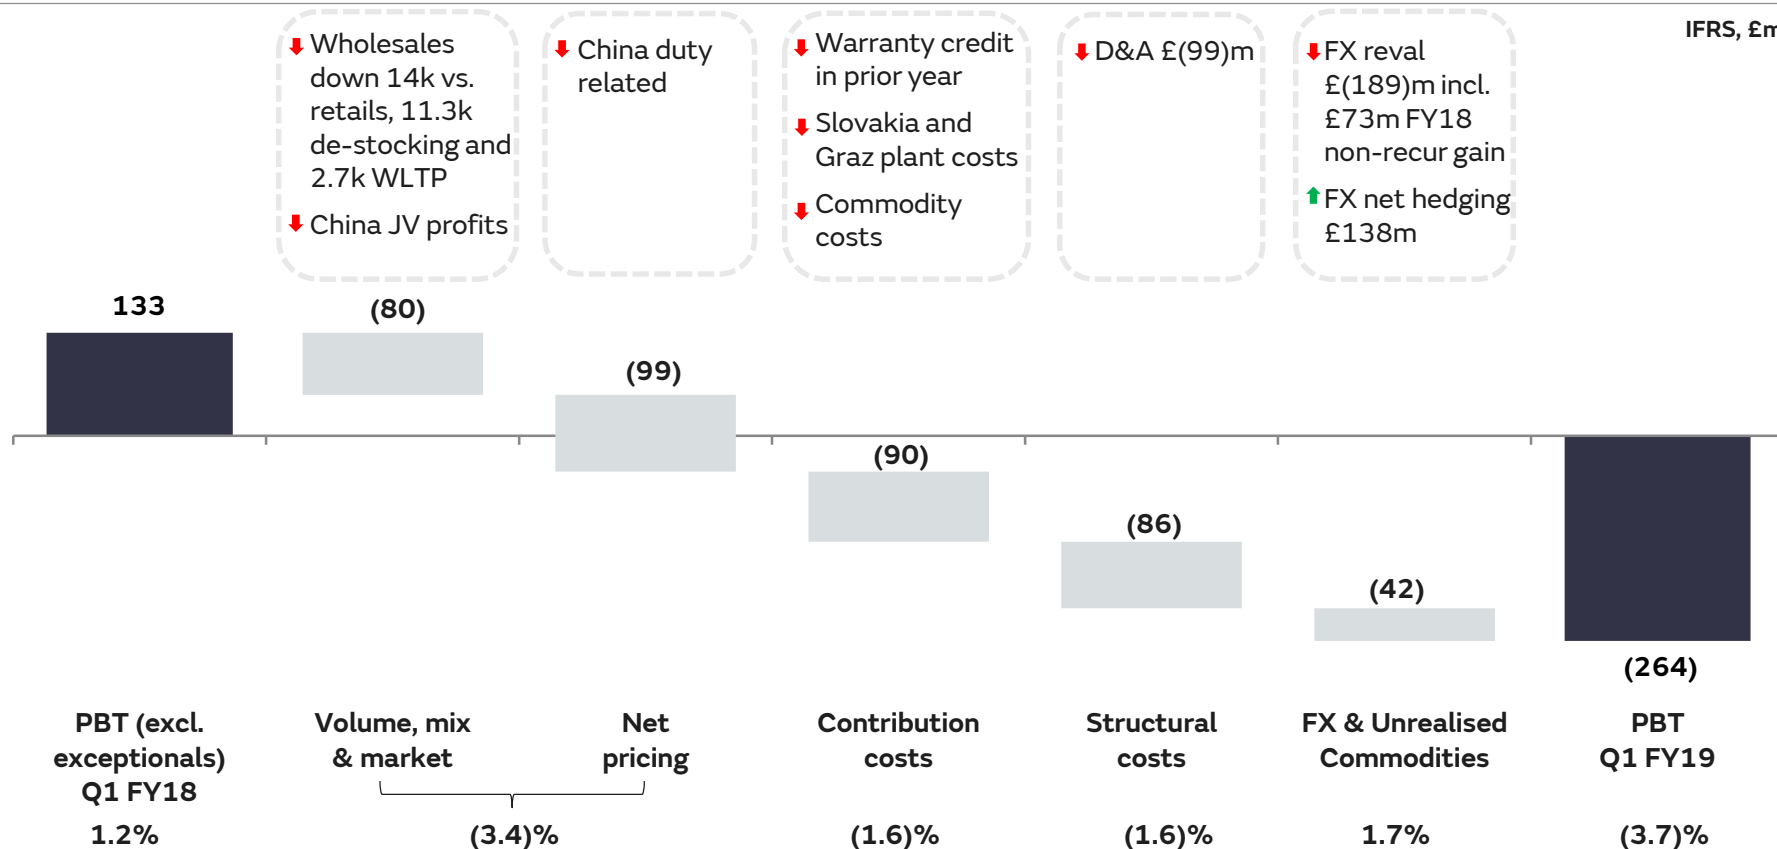 IFRS, £m
Wholesales
down 14k vs.
retails, 11.3k
de-stocking and
2.7k WLTP
China JV profits
China duty
related
Warranty credit
in prior year
Slovakia and
Graz plant costs
Commodity
costs
D&A £(99)m
FX reval
£(189)m incl.
£73m FY18
non-recur gain
FX net hedging
£138m
133
(80)
(99)
(90)
(86)
(42)
(264)
PBT (excl.
exceptionals)
Q1 FY18
Volume, mix
& market
Net
pricing
Contribution
costs
Structural
costs
FX & Unrealised
Commodities
PBT
Q1 FY19
1.2%
(3.4)%
(1.6)%
(1.6)%
1.7%
(3.7)%